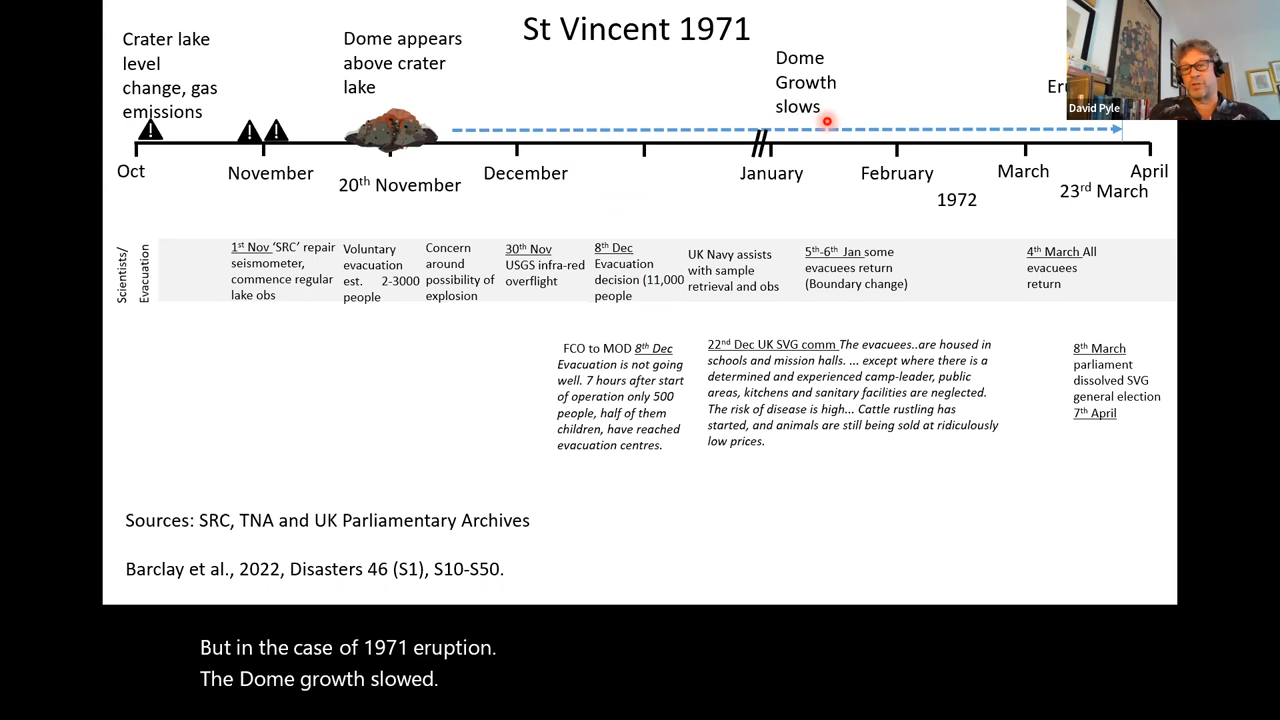 St Vincent 1971
Crater lake
level
change, gas
emissions
Dome appears
above crater
lake
Dome
Growth
slows
David Pyle
Oct
November
20th November
December
January
February
1972
March
April
23rd March
Scientists/
Evacuation
1st Nov ‘SRC’ repair
seismometer,
commence regular
lake obs
Voluntary
evacuation
est. 2-3000
people
Concern
around
possibility of
explosion
30th Nov
USGS infra-red
overflight
8th Dec
Evacuation
decision (11,000
people
UK Navy assists
with sample
retrieval and obs
5th-6th Jan some
evacuees return
(Boundary change)
4th March All
evacuees
return
FCO to MOD 8th Dec
Evacuation is not going
well. 7 hours after start
of operation only 500
people, half of them
children, have reached
evacuation centres.
22nd Dec UK SVG comm The evacuees..are housed in
schools and mission halls. ... except where there is a
determined and experienced camp-leader, public
areas, kitchens and sanitary facilities are neglected.
The risk of disease is high... Cattle rustling has
started, and animals are still being sold at ridiculously
low prices.
8th March
parliament
dissolved SVG
general election
7th April
Sources: SRC, TNA and UK Parliamentary Archives
Barclay et al., 2022, Disasters 46 (S1), S10-S50.
But in the case of 1971 eruption.
The Dome growth slowed.